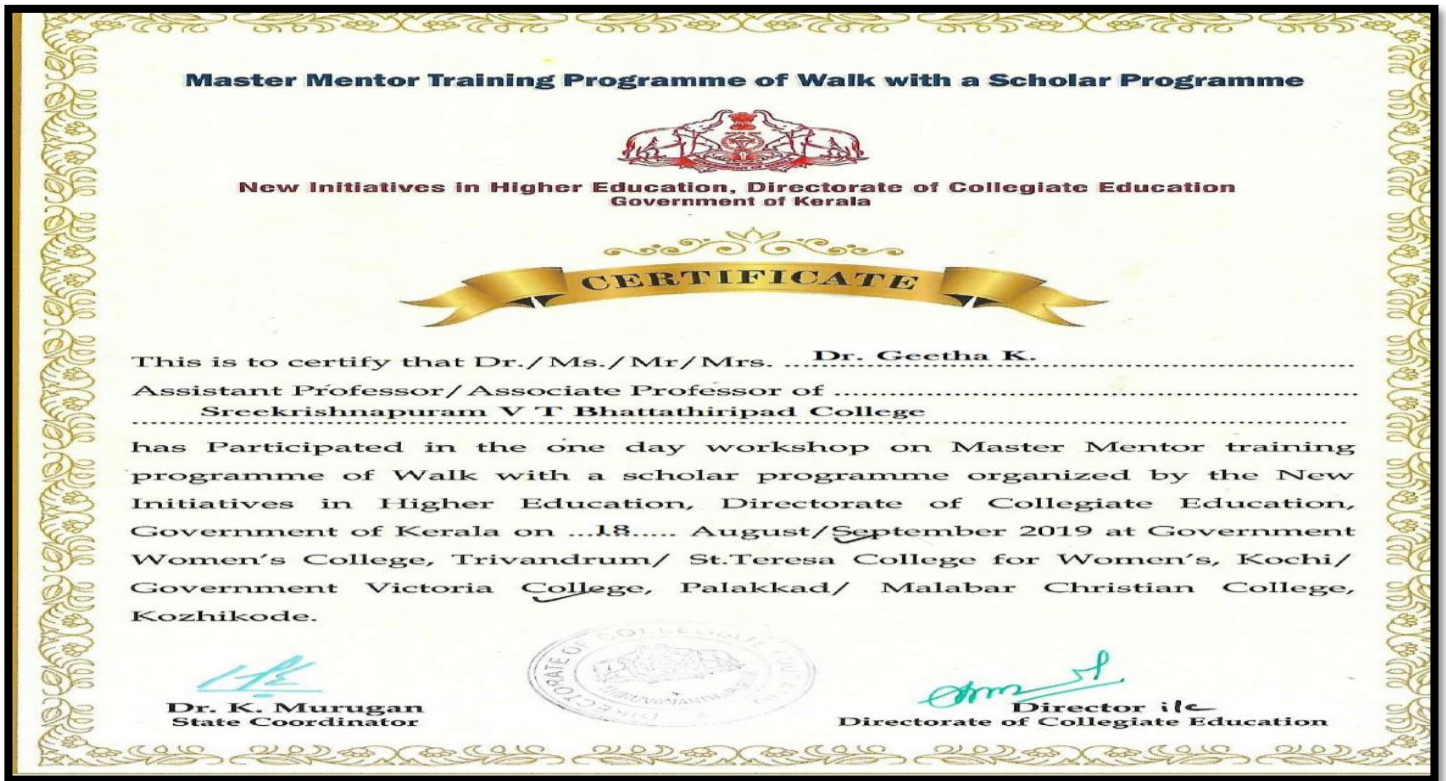 Master Mentor Training Programme of Walk with a Scholar Programme
New Initiatives in Higher Education, Directorate of Collegiate Education
Government of Kerala
CERTIFICATE
This is to certify that Dr./Ms./Mr/Mrs. .... Dr. Geetha K. ....
Assistant Professor/Associate Professor of ....
Sreekrishnapuram V T Bhattathiripad College
has Participated in the one day workshop on Master Mentor training
programme of Walk with a scholar programme organized by the New
Initiatives in Higher Education, Directorate of Collegiate Education,
Government of Kerala on ...18..... August/September 2019 at Government
Women's College, Trivandrum/ St.Teresa College for Women's, Kochi/
Government Victoria College, Palakkad/ Malabar Christian College,
Kozhikode.
DIRECTORATE OF COLLEGIATE EDUCATION
Dr. K. Murugan
State Coordinator
Director i/c
Directorate of Collegiate Education